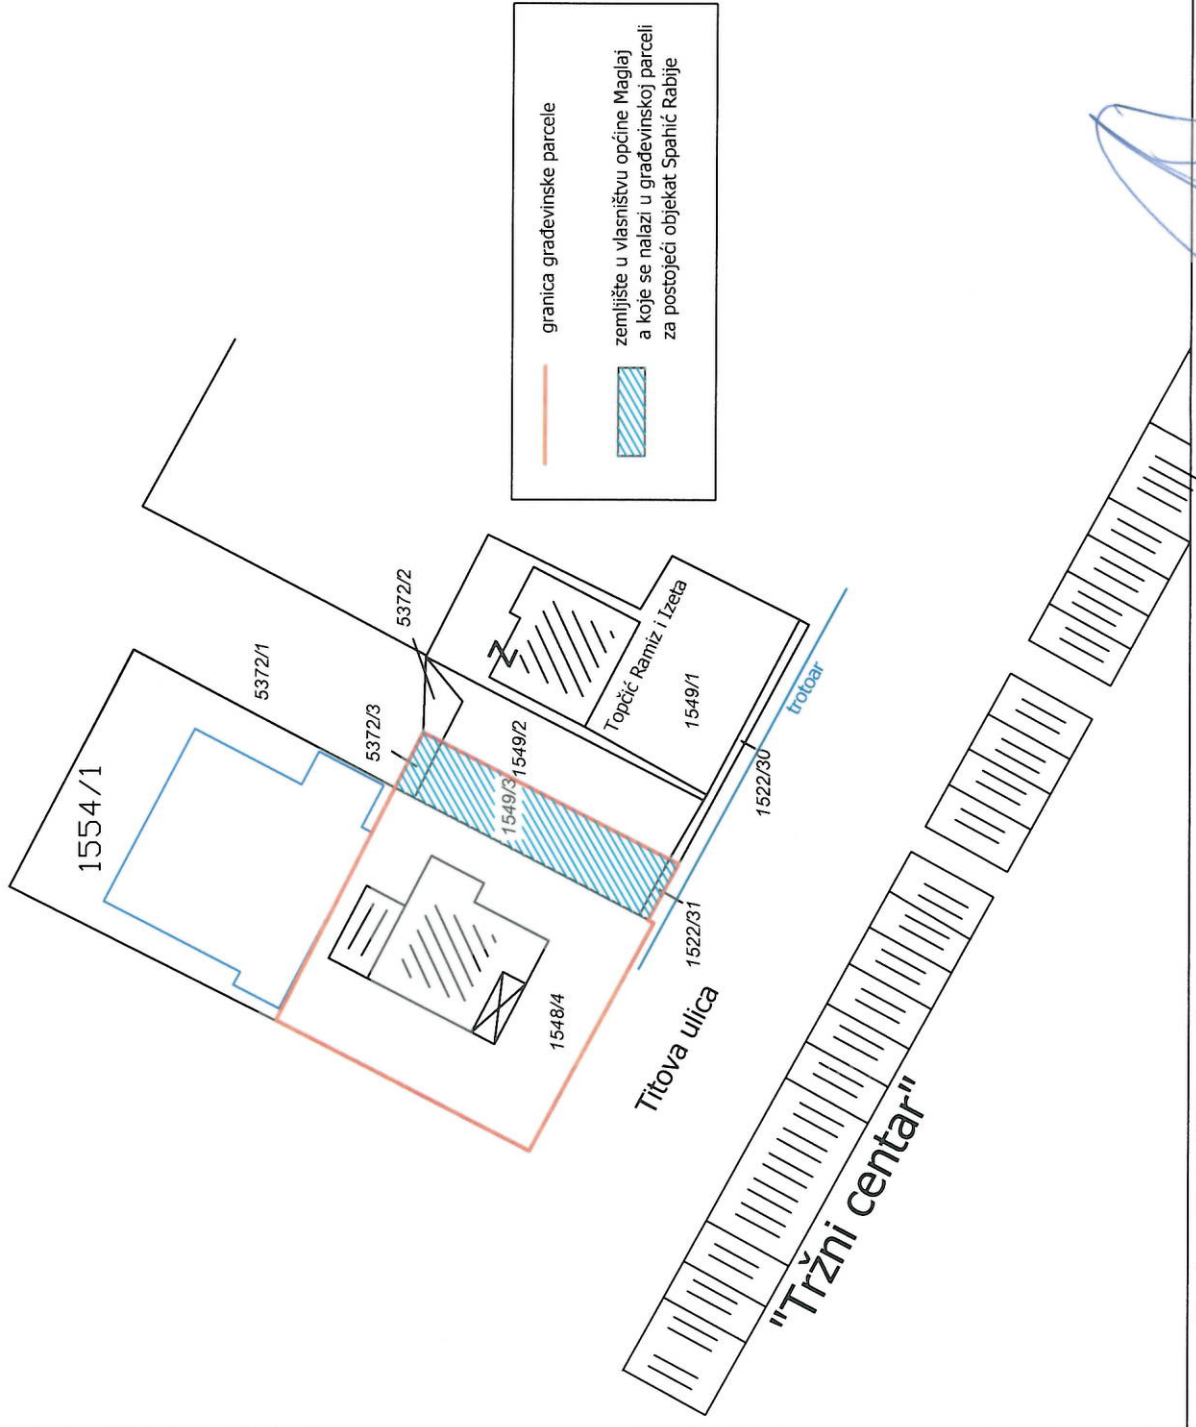 granica građevinske parcele
zemljište u vlasništvu općine Maglaj
a koje se nalazi u građevinskoj parceli
za postojeći objekat Spahić Rabije
1554/1
5372/1
5372/2
5372/3
1549/2
1549/3
Topčić Ramiz i Izeta
1549/1
trotoar
1522/30
1522/31
1548/4
Titova ulica
"Tržni centar"